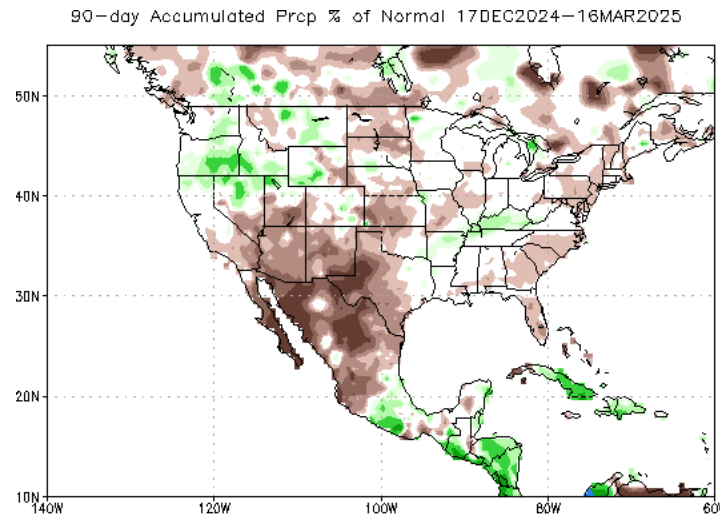 90-day Accumulated Prcp % of Normal 17DEC2024-16MAR2025
50N
40N
30N
20N
10N
140W 120W 100W 80W 60W